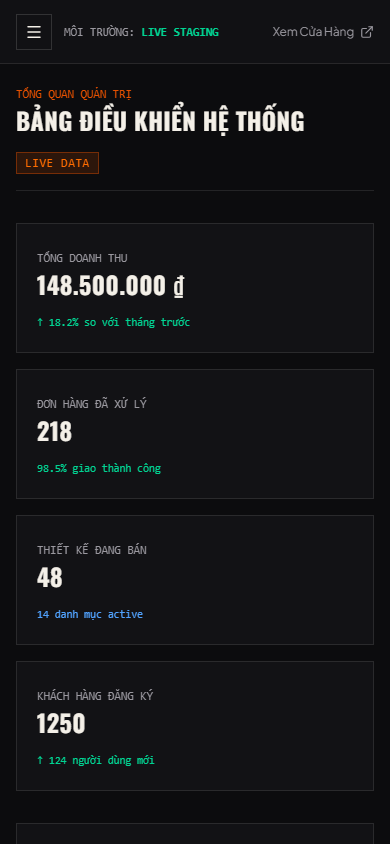 MÔI TRƯỜNG: LIVE STAGING
Xem Cửa Hàng
TỔNG QUAN QUẢN TRỊ
BẢNG ĐIỀU KHIỂN HỆ THỐNG
LIVE DATA
TỔNG DOANH THU
148.500.000 ₫
↑ 18.2% so với tháng trước
ĐƠN HÀNG ĐÃ XỬ LÝ
218
98.5% giao thành công
THIẾT KẾ ĐANG BÁN
48
14 danh mục active
KHÁCH HÀNG ĐĂNG KÝ
1250
↑ 124 người dùng mới